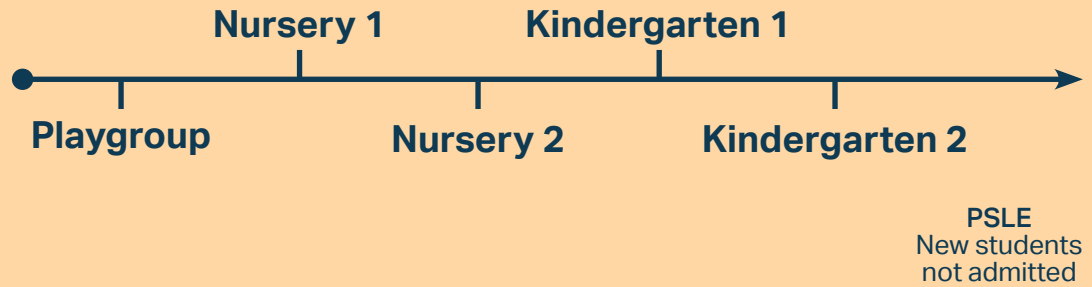 Nursery 1
Kindergarten 1
Playgroup
Nursery 2
Kindergarten 2
PSLE
New students
not admitted